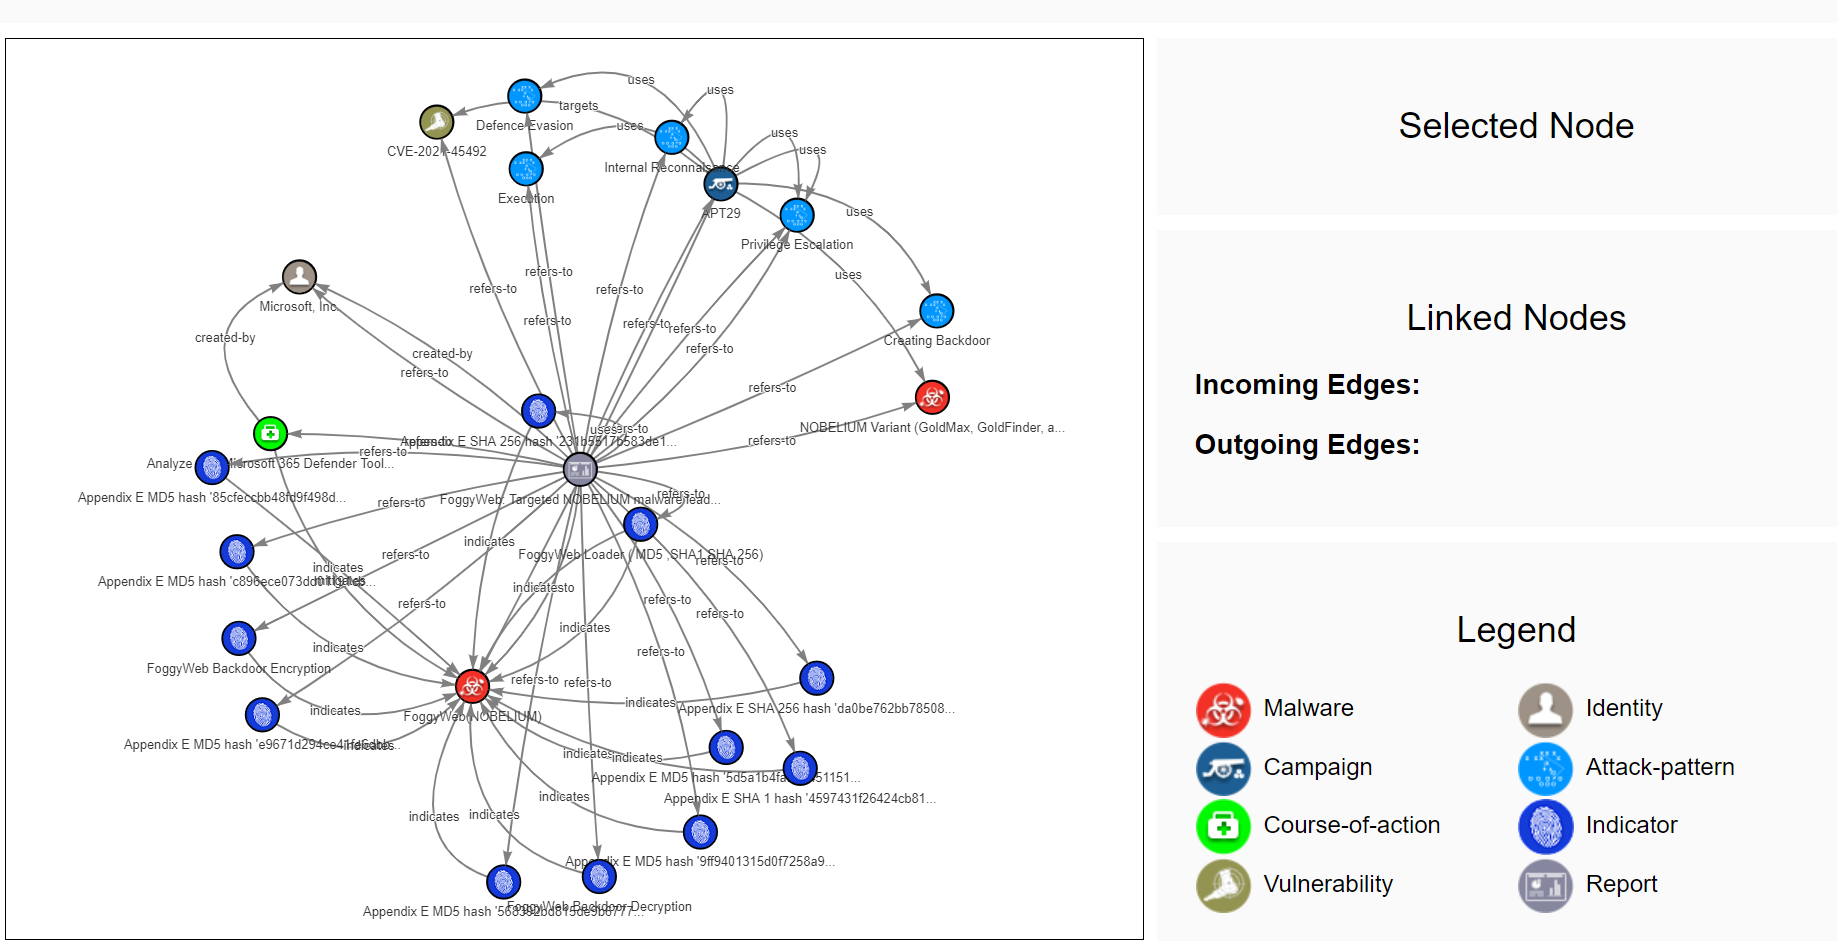 uses
uses
targets
Defence Evasion
uses
uses
CVE-2021-45492
uses
Internal Reconnaissance
Execution
APT29
uses
Privilege Escalation
refers-to
uses
refers-to
refers-to
Microsoft, Inc.
refers-to
refers-to
refers-to
created-by
Creating Backdoor
refers-to
created-by
refers-to
refers-to
NOBELIUM Variant (GoldMax, GoldFinder, a...
refers-to
Appendix E SHA 256 hash '231b5517b583de1...
refers-to
Analyze Microsoft 365 Defender Tool...
Appendix E MD5 hash '85cfeccbb48fd9f498d...
refers-to
FoggyWeb: Targeted NOBELIUM malware lead...
refers-to
indicates
refers-to
FoggyWeb Loader ( MD5 ,SHA1,SHA 256)
refers-to
indicates
Appendix E MD5 hash
refers-to
refers-to
refers-to
indicates
indicates
refers-to
FoggyWeb Backdoor Encryption
refers-to
refers-to
indicates
indicates
Appendix E SHA 256 hash 'da0be762bb78508...
FoggyWeb(NOBELIUM)
Appendix E MD5 hash
indicates
indicates
indicates
Appendix E MD5 hash
Appendix E SHA 1 hash '4597431f26424cb81...
indicates
indicates
indicates
Appendix E MD5 hash '9ff9401315d0f7258a9...
FoggyWeb Backdoor Decryption
Appendix E MD5 hash
Selected Node
Linked Nodes
Incoming Edges:
Outgoing Edges:
Legend
Malware
Identity
Campaign
Attack-pattern
Course-of-action
Indicator
Vulnerability
Report